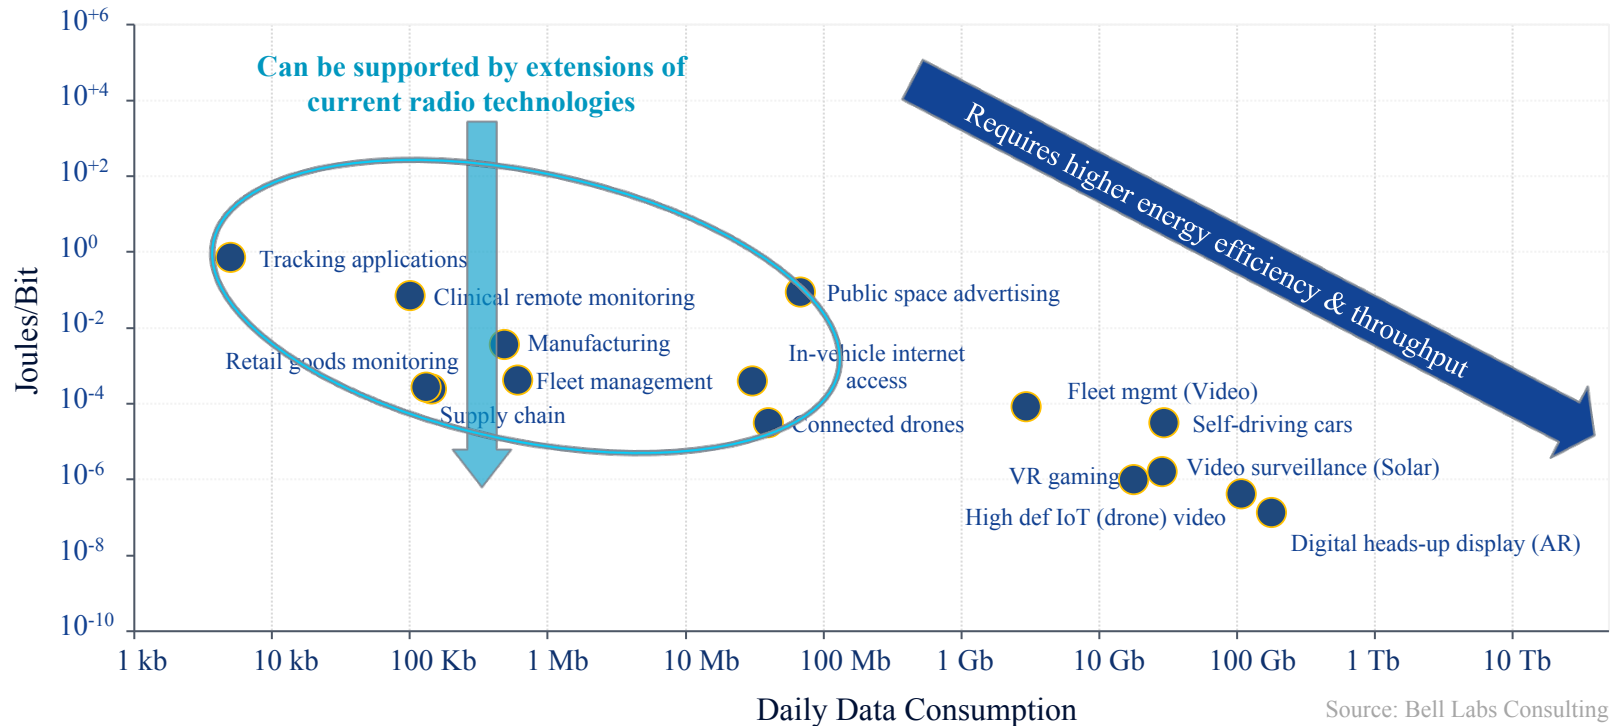 10+6
10+4
10+2
100
10-2
10-4
10-6
10-8
10-10
Joules/Bit
Can be supported by extensions of
current radio technologies
Requires higher energy efficiency & throughput
Tracking applications
Clinical remote monitoring
Public space advertising
Manufacturing
Retail goods monitoring
In-vehicle internet
access
Fleet management
Fleet mgmt (Video)
Supply chain
Connected drones
Self-driving cars
VR gaming
Video surveillance (Solar)
High def IoT (drone) video
Digital heads-up display (AR)
1 kb
10 kb
100 Kb
1 Mb
10 Mb
100 Mb
1 Gb
10 Gb
100 Gb
1 Tb
10 Tb
Daily Data Consumption
Source: Bell Labs Consulting